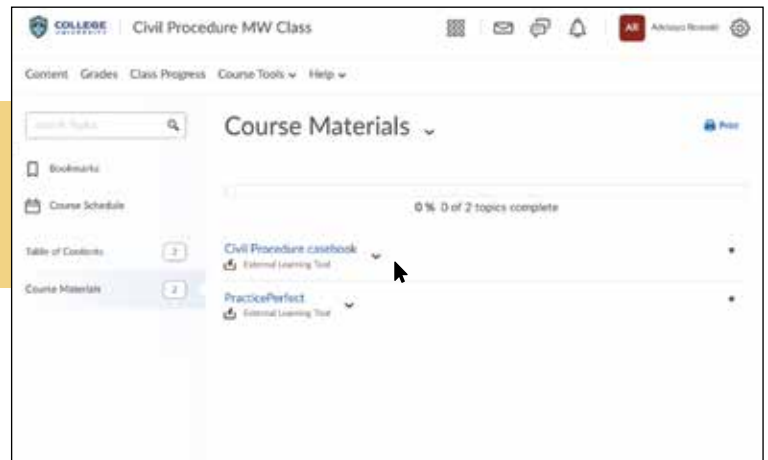 COLLEGE
UNIVERSITY
Civil Procedure MW Class
AR
Content Grades Class Progress Course Tools Help
Course Materials
Print
Bookmarks
Course Schedule
0 % 0 of 2 topics complete
Table of Contents 2
Civil Procedure casebook
External Learning Tool
Course Materials 2
PracticePerfect
External Learning Tool